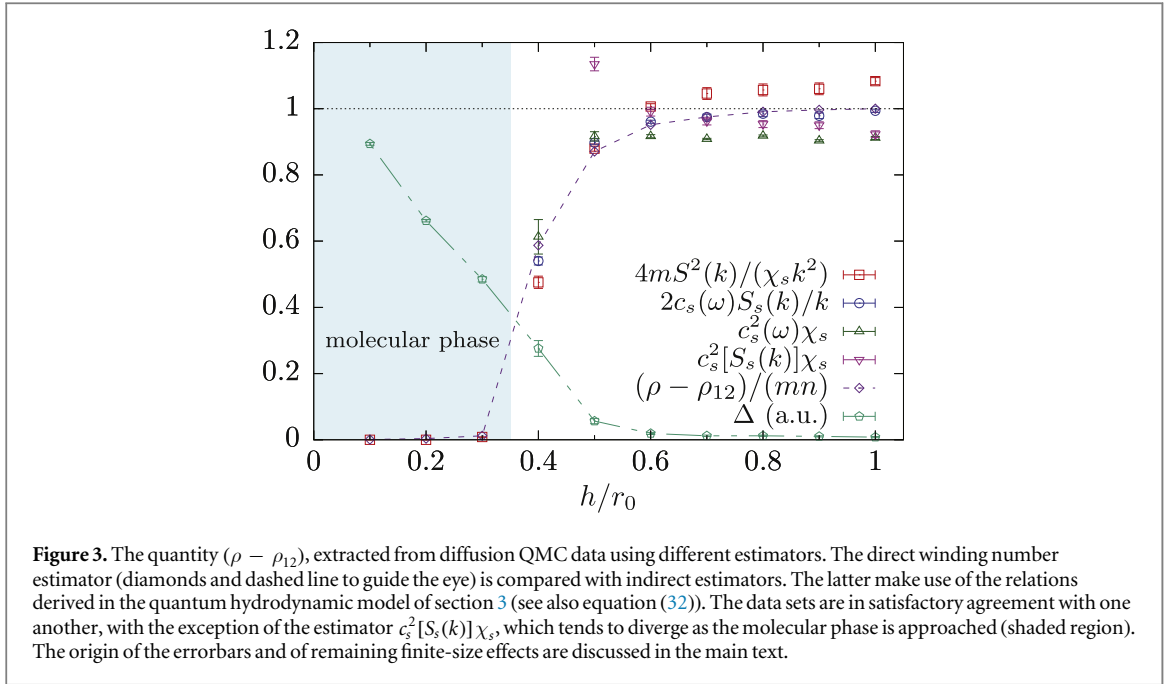 1.2
1
0.8
0.6
0.4
0.2
0
molecular phase
4mS²(k)/(χₛk²)
2cₛ(ω)Sₛ(k)/k
cₛ²(ω)χₛ
cₛ²[Sₛ(k)]χₛ
(ρ − ρ₁₂)/(mn)
Δ (a.u.)
0 0.2 0.4 0.6 0.8 1
h/r₀
Figure 3. The quantity (ρ − ρ₁₂), extracted from diffusion QMC data using different estimators. The direct winding number
estimator (diamonds and dashed line to guide the eye) is compared with indirect estimators. The latter make use of the relations
derived in the quantum hydrodynamic model of section 3 (see also equation (32)). The data sets are in satisfactory agreement with one
another, with the exception of the estimator cₛ²[Sₛ(k)]χₛ, which tends to diverge as the molecular phase is approached (shaded region).
The origin of the errorbars and of remaining finite-size effects are discussed in the main text.